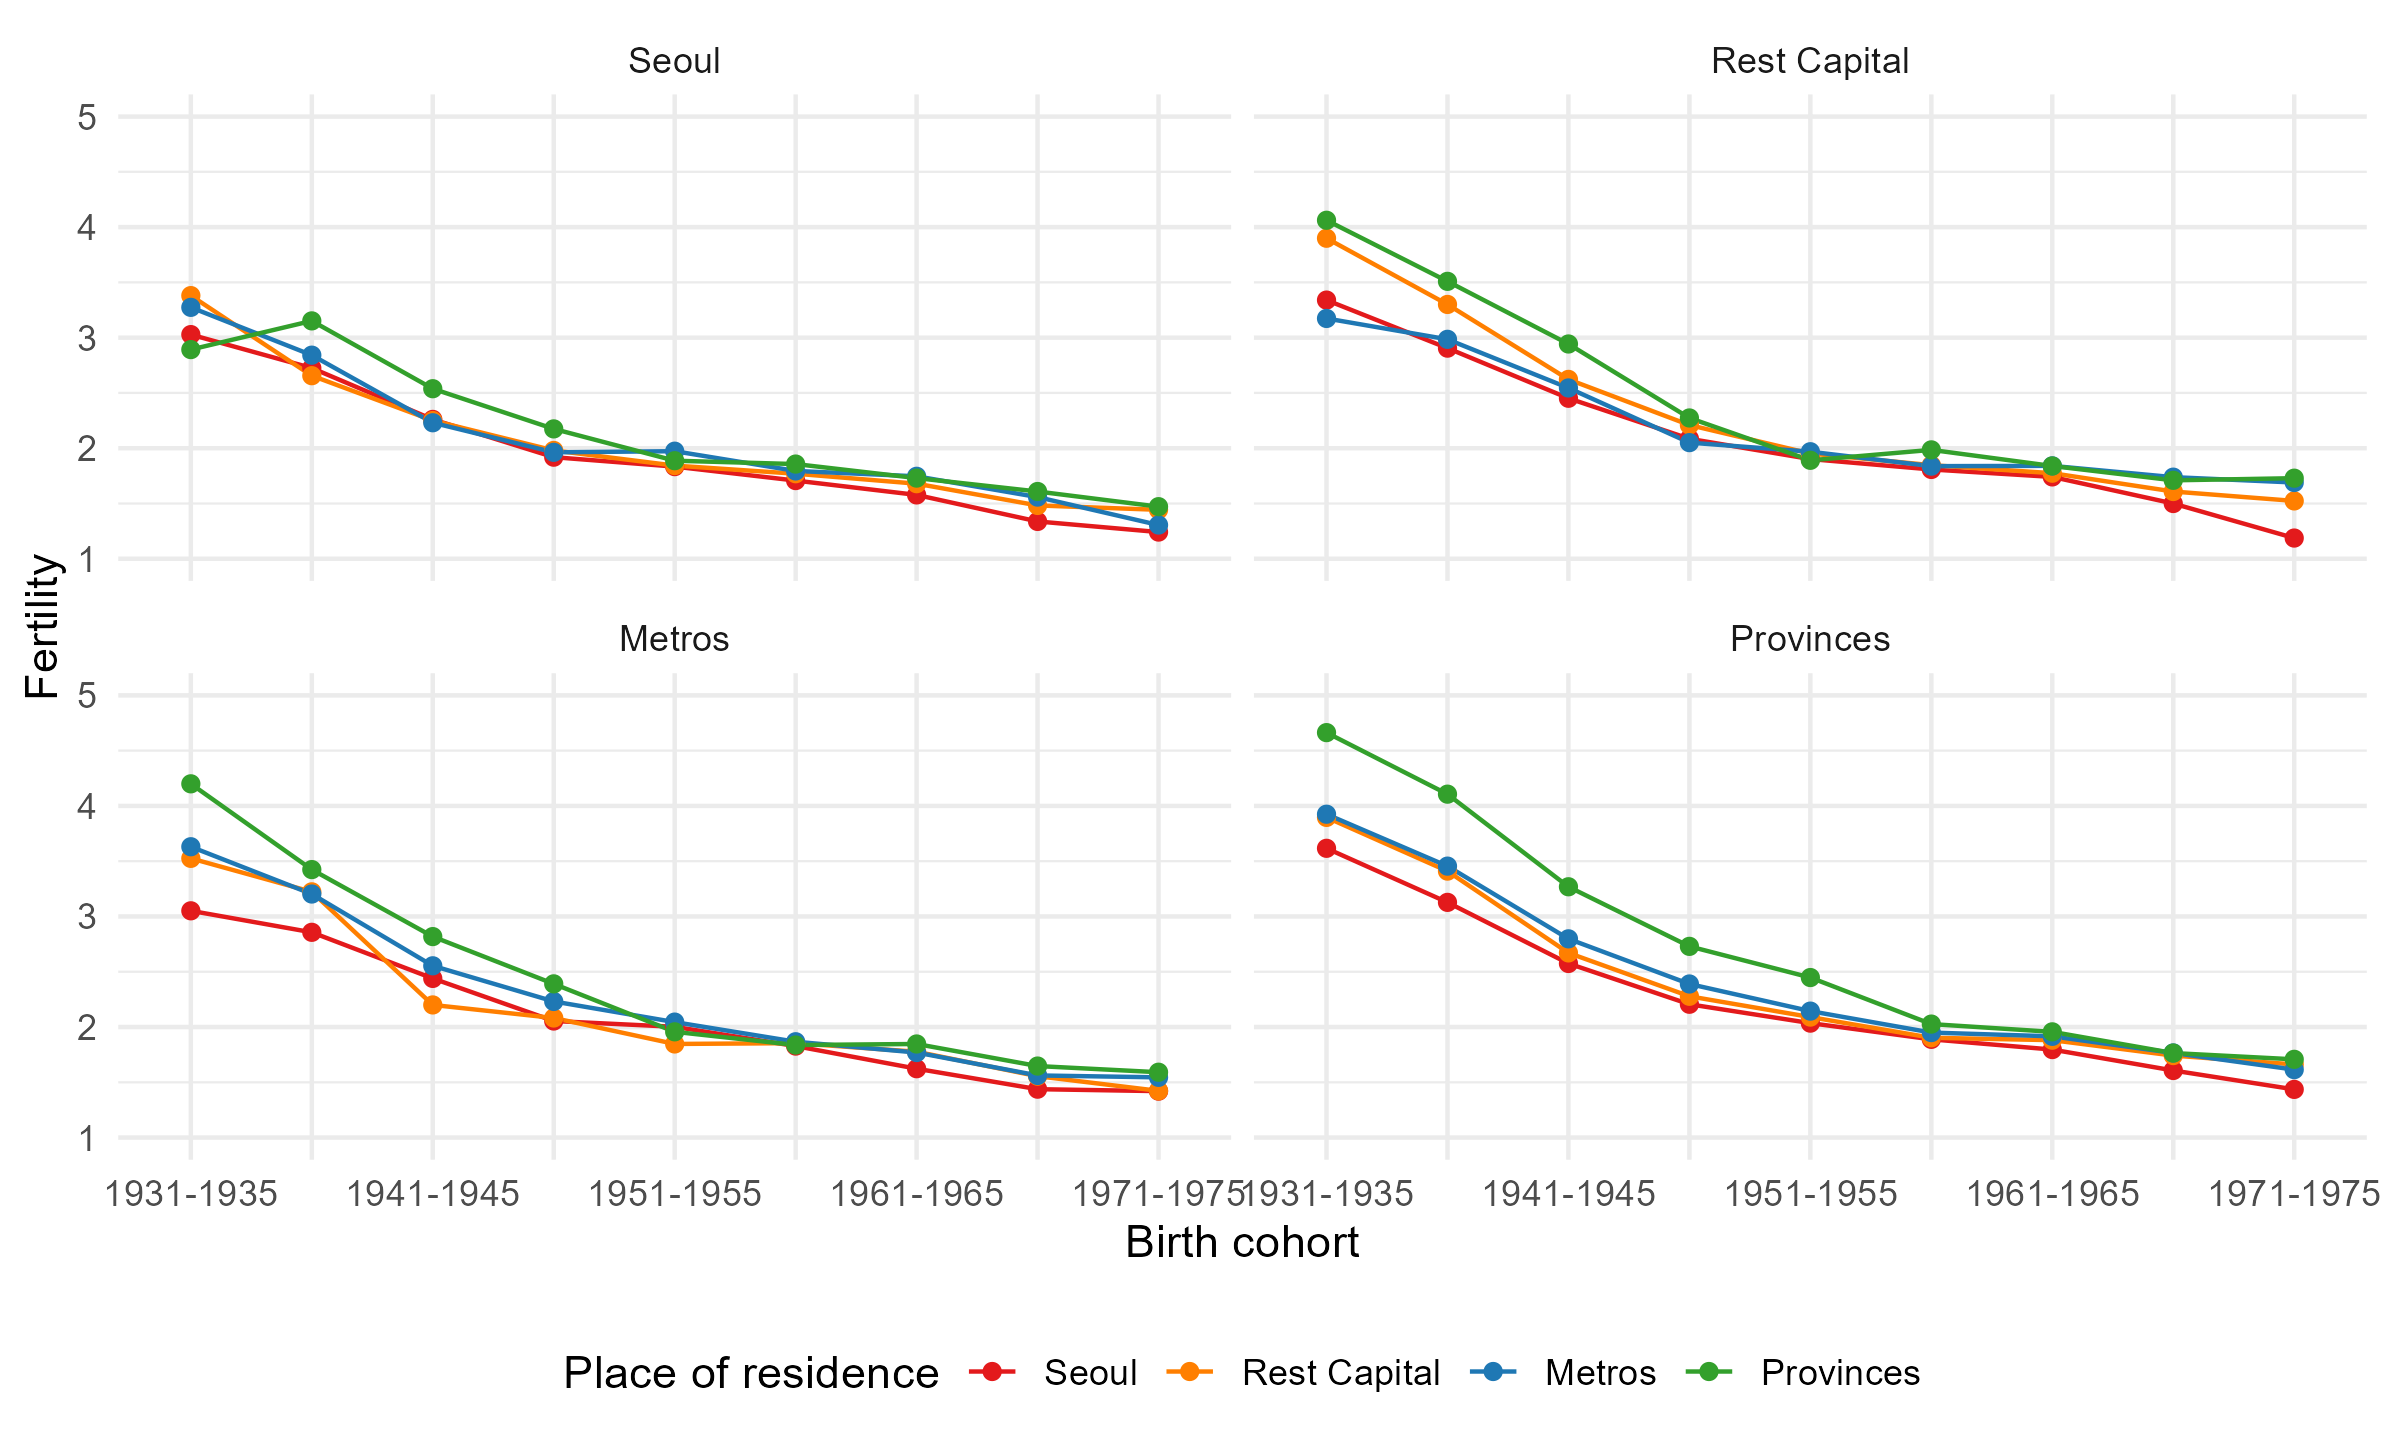 Seoul
Rest Capital
5
4
3
2
1
Fertility
Metros
Provinces
5
4
3
2
1
1931-1935 1941-1945 1951-1955 1961-1965 1971-1975 1931-1935 1941-1945 1951-1955 1961-1965 1971-1975
Birth cohort
Place of residence Seoul Rest Capital Metros Provinces